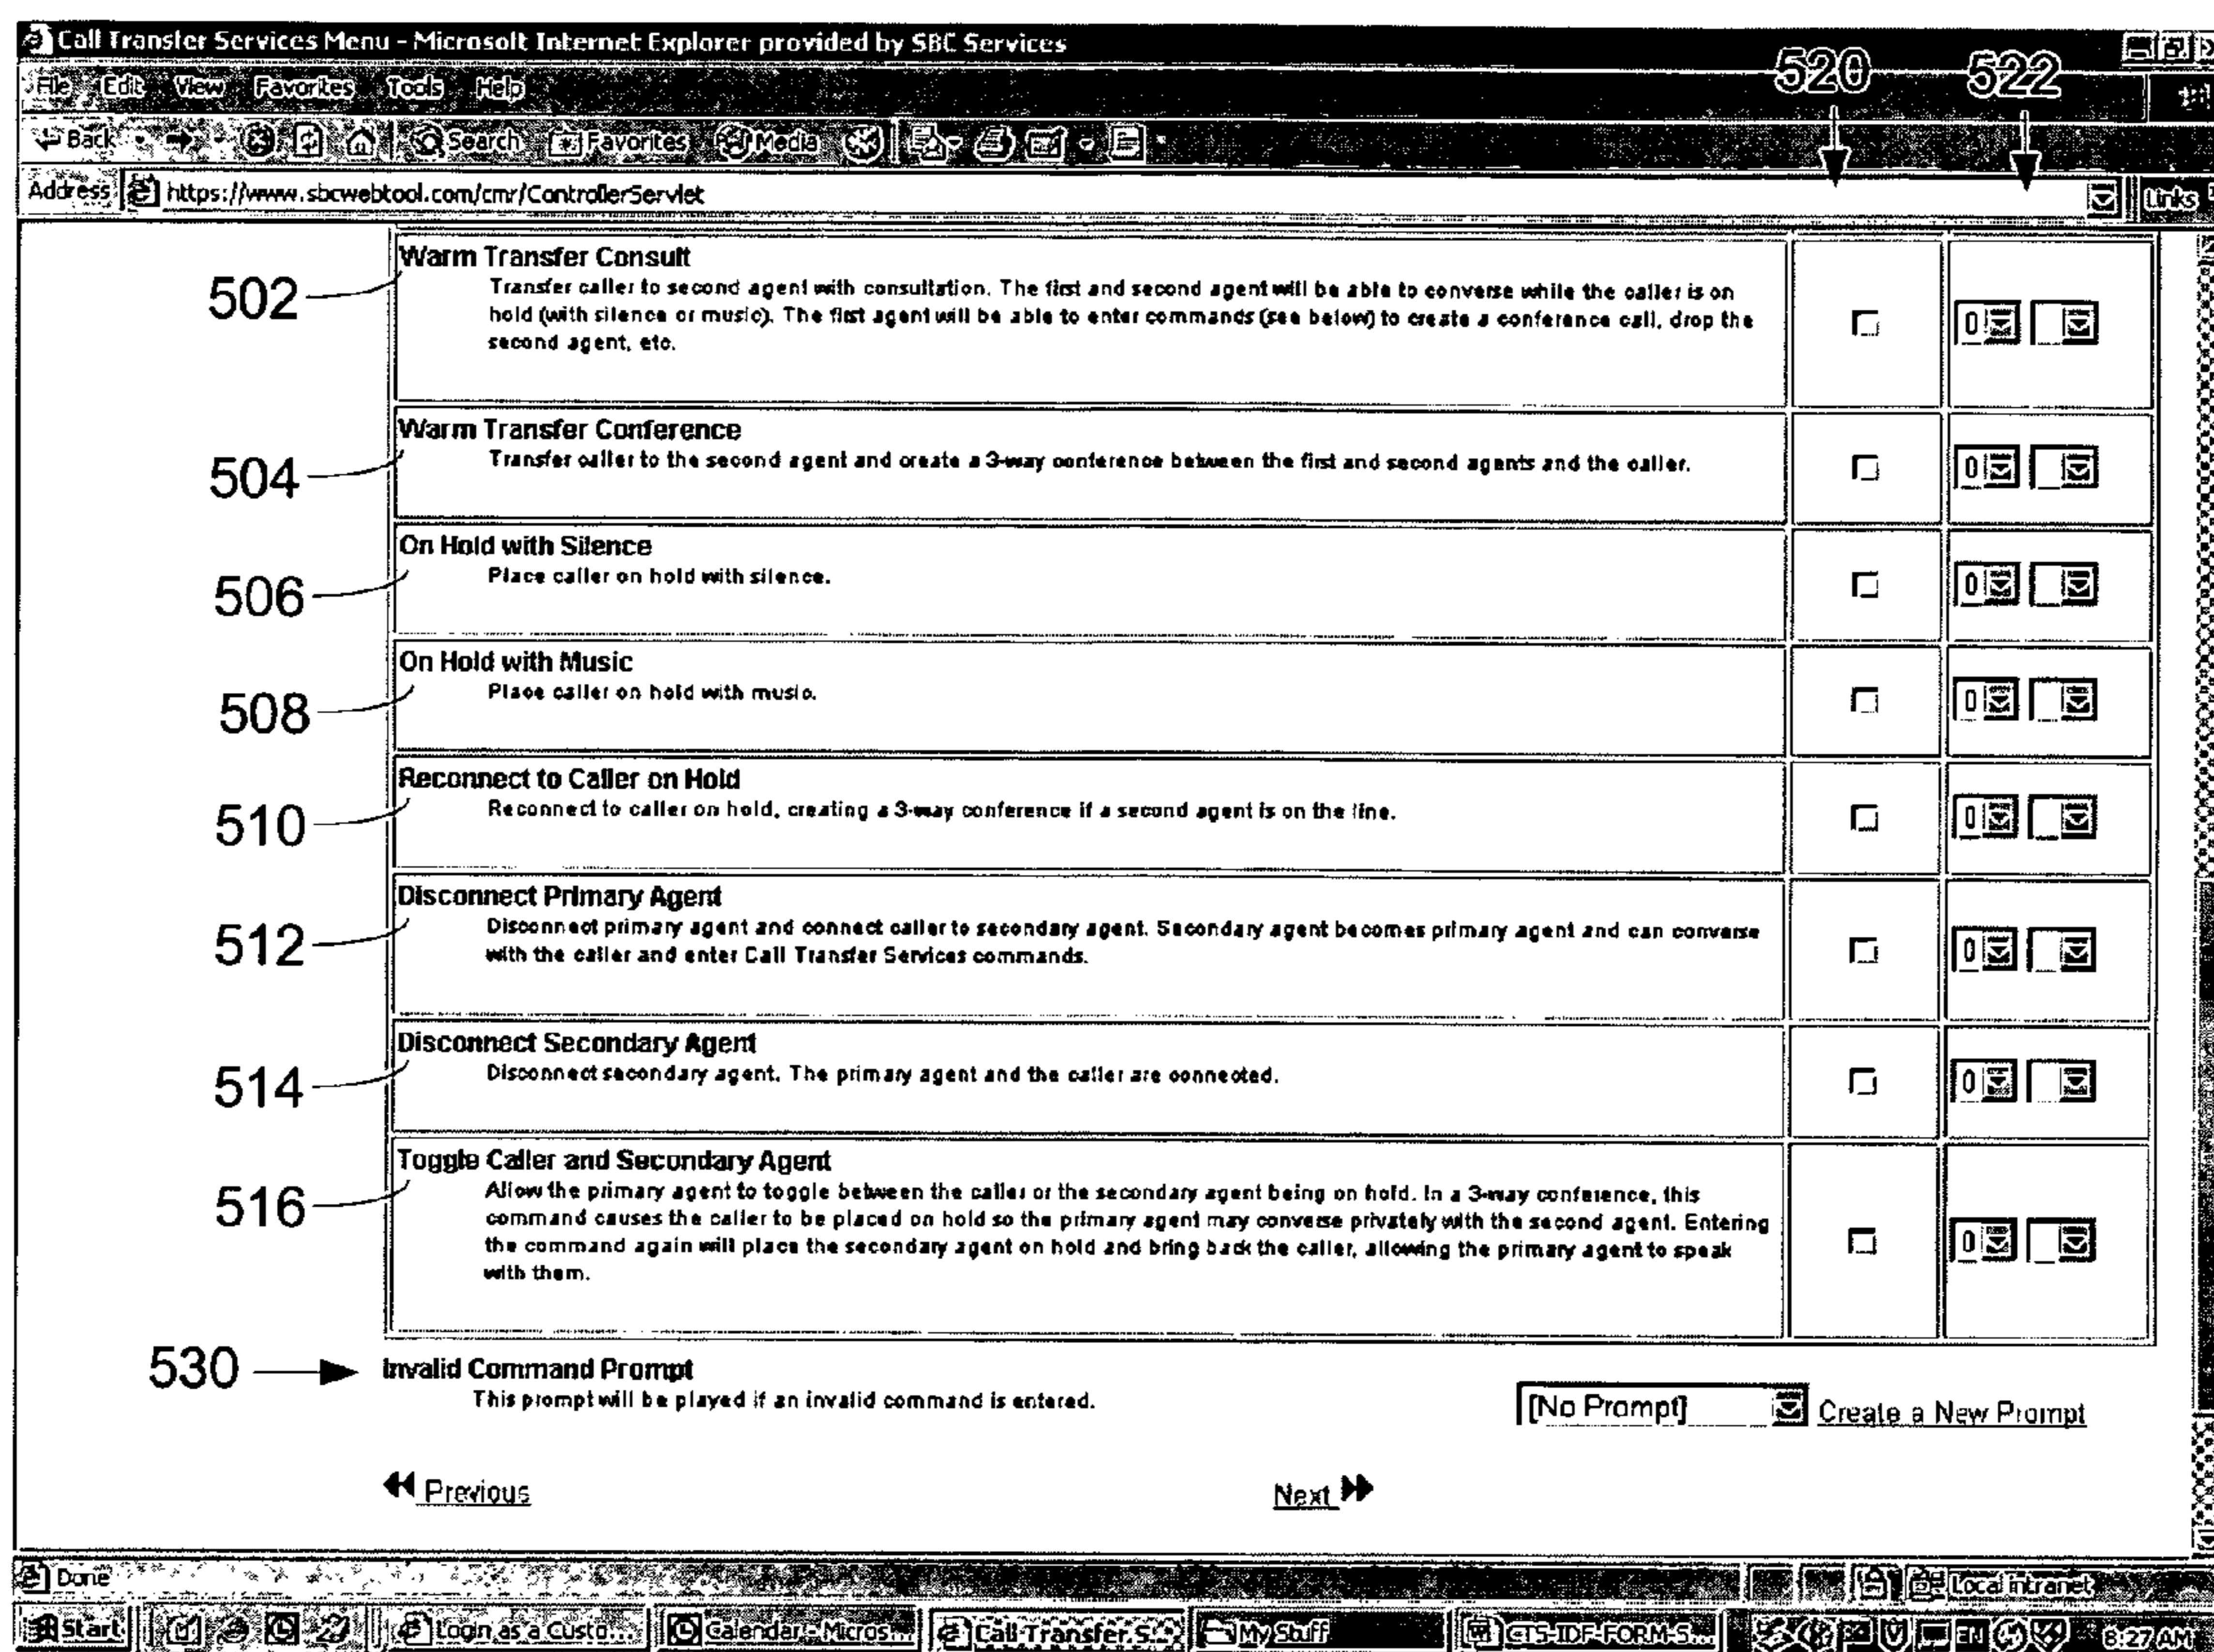 Call Transfer Services Menu - Microsoft Internet Explorer provided by SBC Services
File Edit View Favorites Tools Help
520 522
Back Search Favorites Media
Address https://www.sbcwebtool.com/cmr/ControllerServlet Links
502
Warm Transfer Consult
Transfer caller to second agent with consultation. The first and second agent will be able to converse while the caller is on
hold (with silence or music). The first agent will be able to enter commands (see below) to create a conference call, drop the
second agent, etc.
0
504
Warm Transfer Conference
Transfer caller to the second agent and create a 3-way conference between the first and second agents and the caller.
0
506
On Hold with Silence
Place caller on hold with silence.
0
508
On Hold with Music
Place caller on hold with music.
0
510
Reconnect to Caller on Hold
Reconnect to caller on hold, creating a 3-way conference if a second agent is on the line.
0
512
Disconnect Primary Agent
Disconnect primary agent and connect caller to secondary agent. Secondary agent becomes primary agent and can converse
with the caller and enter Call Transfer Services commands.
0
514
Disconnect Secondary Agent
Disconnect secondary agent. The primary agent and the caller are connected.
0
516
Toggle Caller and Secondary Agent
Allow the primary agent to toggle between the caller or the secondary agent being on hold. In a 3-way conference, this
command causes the caller to be placed on hold so the primary agent may converse privately with the second agent. Entering
the command again will place the secondary agent on hold and bring back the caller, allowing the primary agent to speak
with them.
0
530
Invalid Command Prompt
This prompt will be played if an invalid command is entered.
[No Prompt] Create a New Prompt
Previous Next
Done Local intranet
Start Login as a Custo... Calendar - Micros... Call Transfer S... My Stuff CTS-IDF-FORM-S... EN 8:27 AM